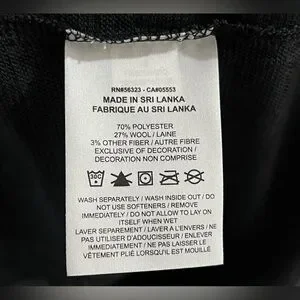 RN#56323 - CA#05553
MADE IN SRI LANKA
FABRIQUE AU SRI LANKA
70% POLYESTER
27% WOOL / LAINE
3% OTHER FIBER / AUTRE FIBRE
EXCLUSIVE OF DECORATION /
DECORATION NON COMPRISE
30
WASH SEPARATELY / WASH INSIDE OUT / DO
NOT USE SOFTENERS / REMOVE
IMMEDIATELY / DO NOT ALLOW TO LAY ON
ITSELF WHEN WET
LAVER SEPAREMENT / LAVER A L'ENVERS / NE
PAS UTILISER D'ADOUCISEUR / ENLEVER
IMMEDIATEMENT / NE PAS LAISSER LE
VÊTEMENT PLIÉ LORSQU'IL EST MOUILLÉ